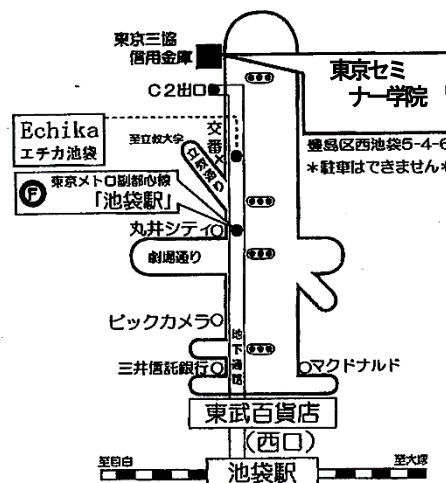 東京三協
信用金庫
C2出口
東京セミ
ナー学院
Echika
エチカ池袋
至立教大学
交番
立教通り
豊島区西池袋5-4-6
*駐車はできません*
F 東京メトロ副都心線
「池袋駅」
丸井シティ
劇場通り
ビックカメラ
地下通路
三井信託銀行
マクドナルド
東武百貨店
(西口)
至目白
至大塚
池袋駅